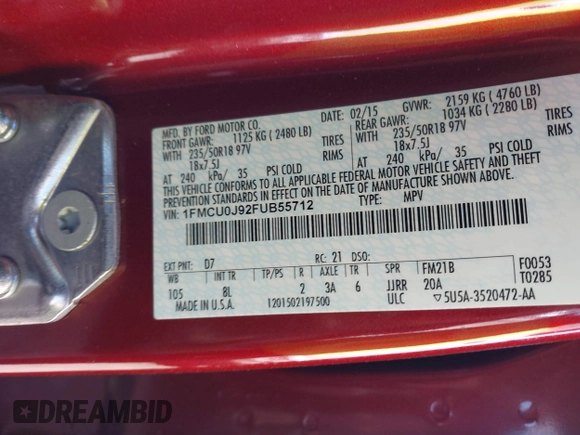 MFD. BY FORD MOTOR CO.
02/15 GVWR: 2159 KG ( 4760 LB)
FRONT GAWR: 1125 KG ( 2480 LB) REAR GAWR: 1034 KG ( 2280 LB)
WITH 235/50R18 97V TIRES WITH 235/50R18 97V TIRES
18x7.5J RIMS 18x7.5J RIMS
AT 240 kPa/ 35 PSI COLD AT 240 kPa/ 35 PSI COLD
THIS VEHICLE CONFORMS TO ALL APPLICABLE FEDERAL MOTOR VEHICLE SAFETY AND THEFT
PREVENTION STANDARDS IN EFFECT ON THE DATE OF MANUFACTURE SHOWN ABOVE.
VIN: 1FMCU0J92FUB55712 TYPE: MPV
EXT PNT: D7 RC: 21 DSO:
WB INT TR TP/PS R AXLE TR SPR FM21B F0053
105 8L 2 3A 6 JJRR 20A T0285
MADE IN U.S.A. 1201502197500 ULC ▽5U5A-3520472-AA
DREAMBID